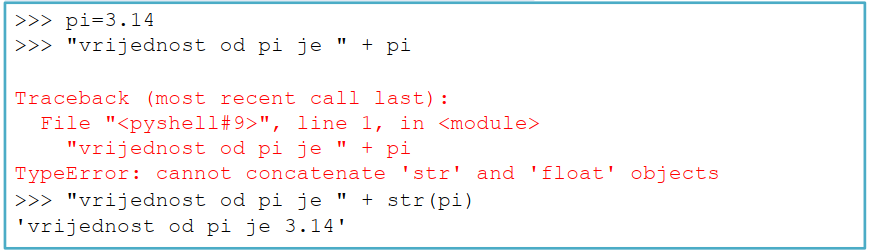 >>> pi=3.14
>>> "vrijednost od pi je " + pi
Traceback (most recent call last):
  File "<pyshell#9>", line 1, in <module>
    "vrijednost od pi je " + pi
TypeError: cannot concatenate 'str' and 'float' objects
>>> "vrijednost od pi je " + str(pi)
'vrijednost od pi je 3.14'